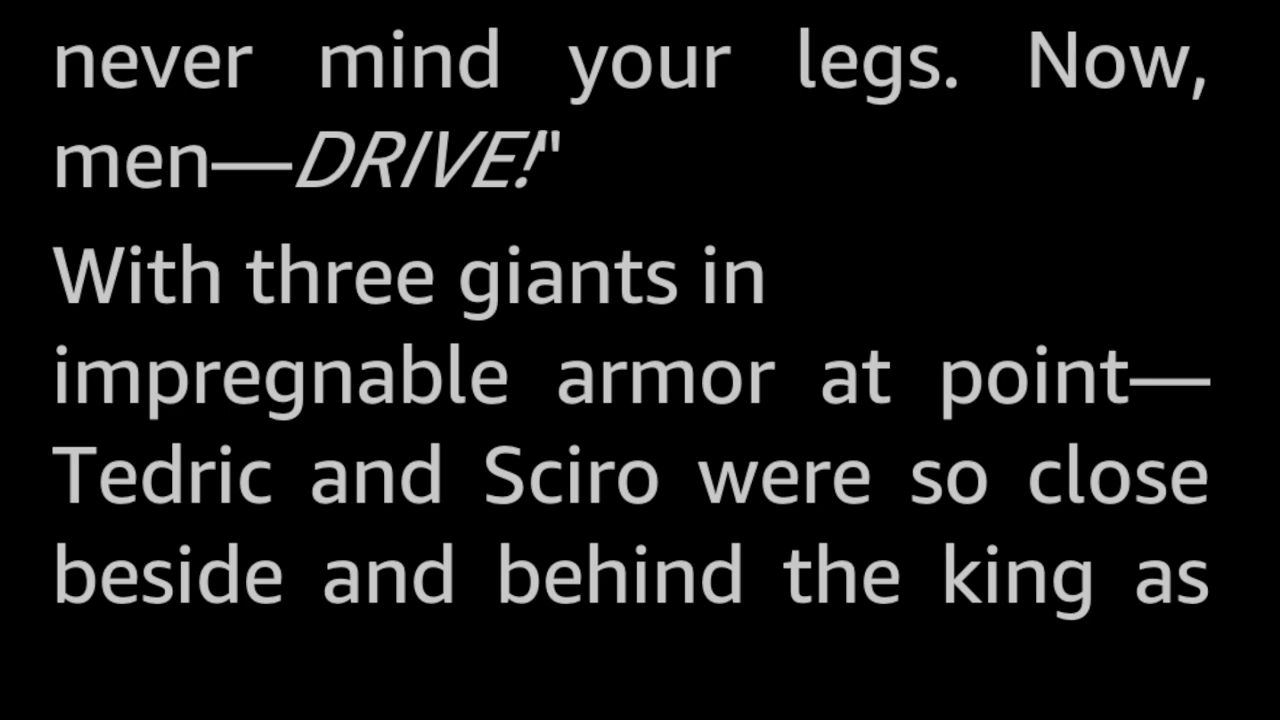 never mind your legs. Now,
men—DRIVE!"
With three giants in
impregnable armor at point—
Tedric and Sciro were so close
beside and behind the king as